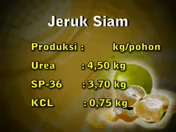 Jeruk Siam
Produksi : kg/pohon
Urea : 4,50 kg
SP-36 : 3,70 kg
KCL : 0,75 kg